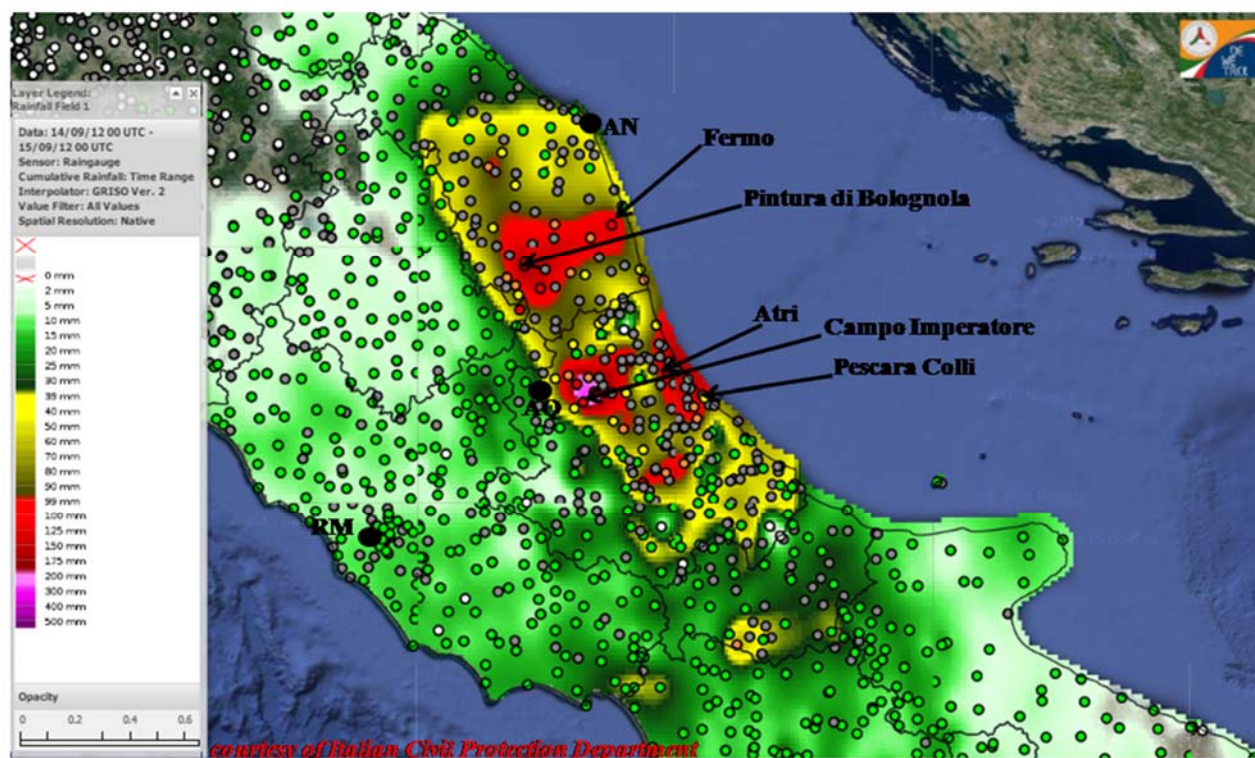 Layer Legend:
Rainfall Field 1
Data: 14/09/12 00 UTC -
15/09/12 00 UTC
Sensor: Raingauge
Cumulative Rainfall: Time Range
Interpolator: GRISO Ver. 2
Value Filter: All Values
Spatial Resolution: Native
0 mm
2 mm
5 mm
10 mm
15 mm
20 mm
25 mm
30 mm
39 mm
40 mm
50 mm
60 mm
70 mm
80 mm
90 mm
99 mm
100 mm
125 mm
150 mm
175 mm
200 mm
300 mm
400 mm
500 mm
Opacity
0 0.2 0.4 0.6
AN
Fermo
Pintura di Bolognola
Atri
Campo Imperatore
Pescara Colli
AQ
RM
courtesy of Italian Civil Protection Department